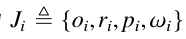 J_i ≜ {o_i, r_i, p_i, ω_i}